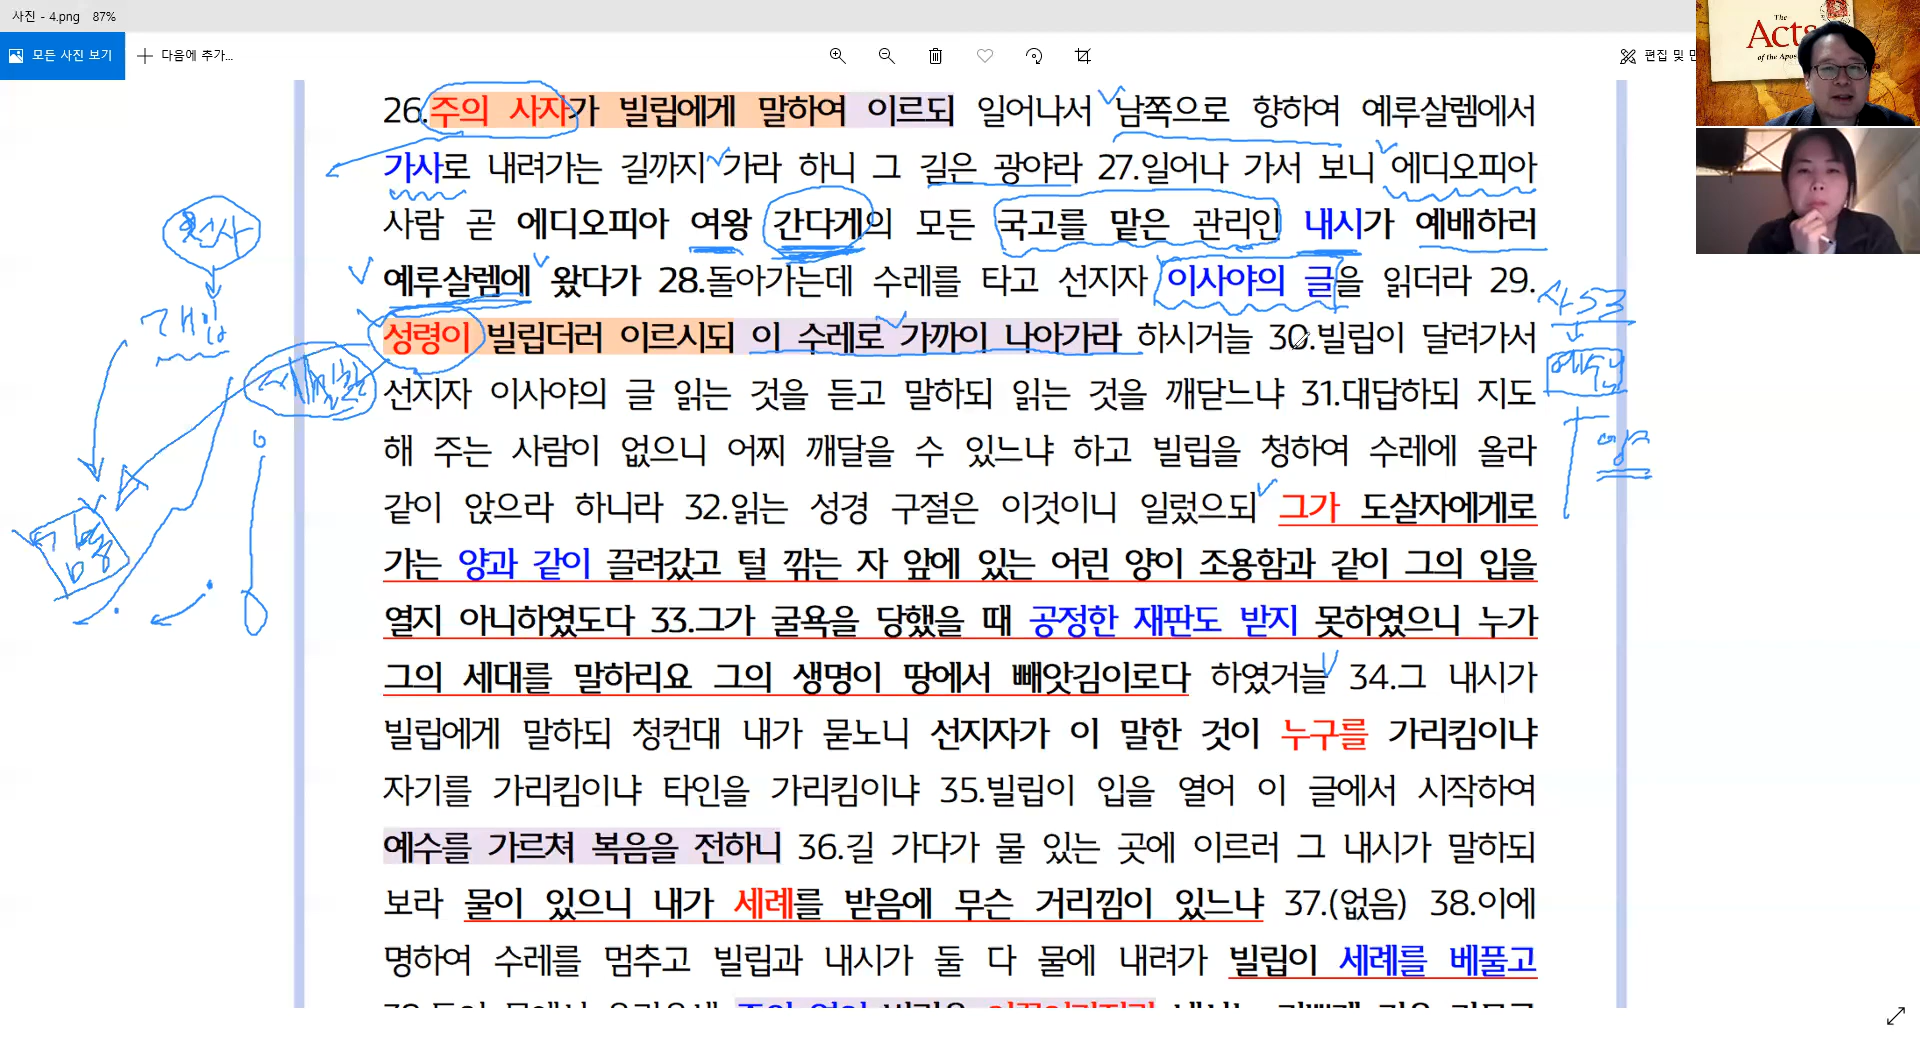 사진 - 4.png 87%
모든 사진 보기
다음에 추가...
편집 및 만
The
Acts
of the Apos
26.주의 사자가 빌립에게 말하여 이르되 일어나서 남쪽으로 향하여 예루살렘에서
가사로 내려가는 길까지 가라 하니 그 길은 광야라 27.일어나 가서 보니 에디오피아
사람 곧 에디오피아 여왕 간다게의 모든 국고를 맡은 관리인 내시가 예배하러
천사
예루살렘에 왔다가 28.돌아가는데 수레를 타고 선지자 이사야의 글을 읽더라 29.
사53
개입
성령이 빌립더러 이르시되 이 수레로 가까이 나아가라 하시거늘 30.빌립이 달려가서
예수님
선지자 이사야의 글 읽는 것을 듣고 말하되 읽는 것을 깨닫느냐 31.대답하되 지도
해 주는 사람이 없으니 어찌 깨달을 수 있느냐 하고 빌립을 청하여 수레에 올라
같이 앉으라 하니라 32.읽는 성경 구절은 이것이니 일렀으되 그가 도살자에게로
가는 양과 같이 끌려갔고 털 깎는 자 앞에 있는 어린 양이 조용함과 같이 그의 입을
열지 아니하였도다 33.그가 굴욕을 당했을 때 공정한 재판도 받지 못하였으니 누가
그의 세대를 말하리요 그의 생명이 땅에서 빼앗김이로다 하였거늘 34.그 내시가
빌립에게 말하되 청컨대 내가 묻노니 선지자가 이 말한 것이 누구를 가리킴이냐
자기를 가리킴이냐 타인을 가리킴이냐 35.빌립이 입을 열어 이 글에서 시작하여
예수를 가르쳐 복음을 전하니 36.길 가다가 물 있는 곳에 이르러 그 내시가 말하되
보라 물이 있으니 내가 세례를 받음에 무슨 거리낌이 있느냐 37.(없음) 38.이에
명하여 수레를 멈추고 빌립과 내시가 둘 다 물에 내려가 빌립이 세례를 베풀고